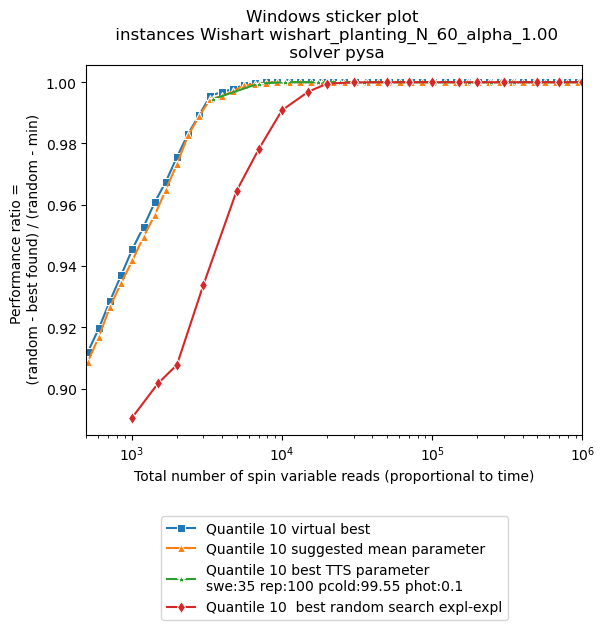 Windows sticker plot
instances Wishart wishart_planting_N_60_alpha_1.00
solver pysa
Performance ratio =
(random - best found) / (random - min)
1.00
0.98
0.96
0.94
0.92
0.90
10³ 10⁴ 10⁵ 10⁶
Total number of spin variable reads (proportional to time)
Quantile 10 virtual best
Quantile 10 suggested mean parameter
Quantile 10 best TTS parameter
swe:35 rep:100 pcold:99.55 phot:0.1
Quantile 10  best random search expl-expl